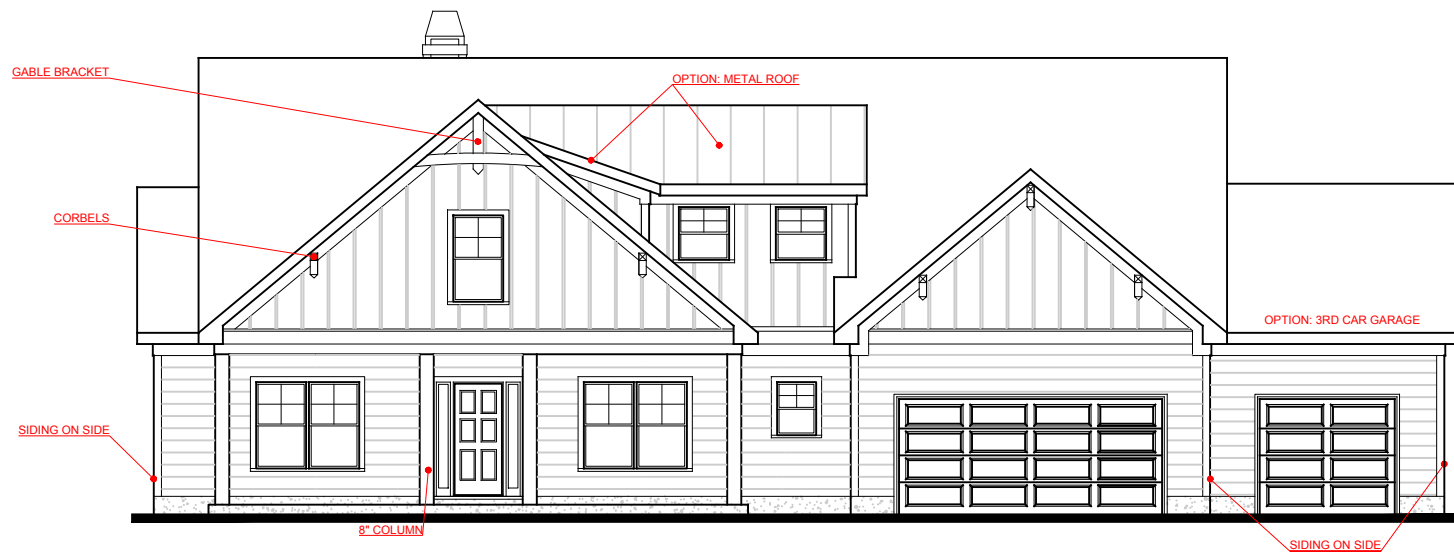 GABLE BRACKET
OPTION: METAL ROOF
CORBELS
OPTION: 3RD CAR GARAGE
SIDING ON SIDE
8" COLUMN
SIDING ON SIDE